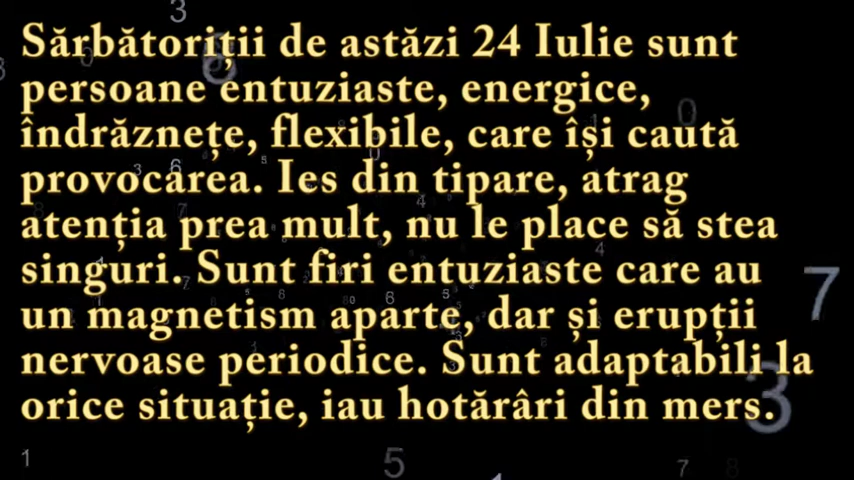 Sărbătoriții de astăzi 24 Iulie sunt
persoane entuziaste, energice,
îndrăznețe, flexibile, care își caută
provocarea. Ies din tipare, atrag
atenția prea mult, nu le place să stea
singuri. Sunt firi entuziaste care au
un magnetism aparte, dar și erupții
nervoase periodice. Sunt adaptabili la
orice situație, iau hotărâri din mers.